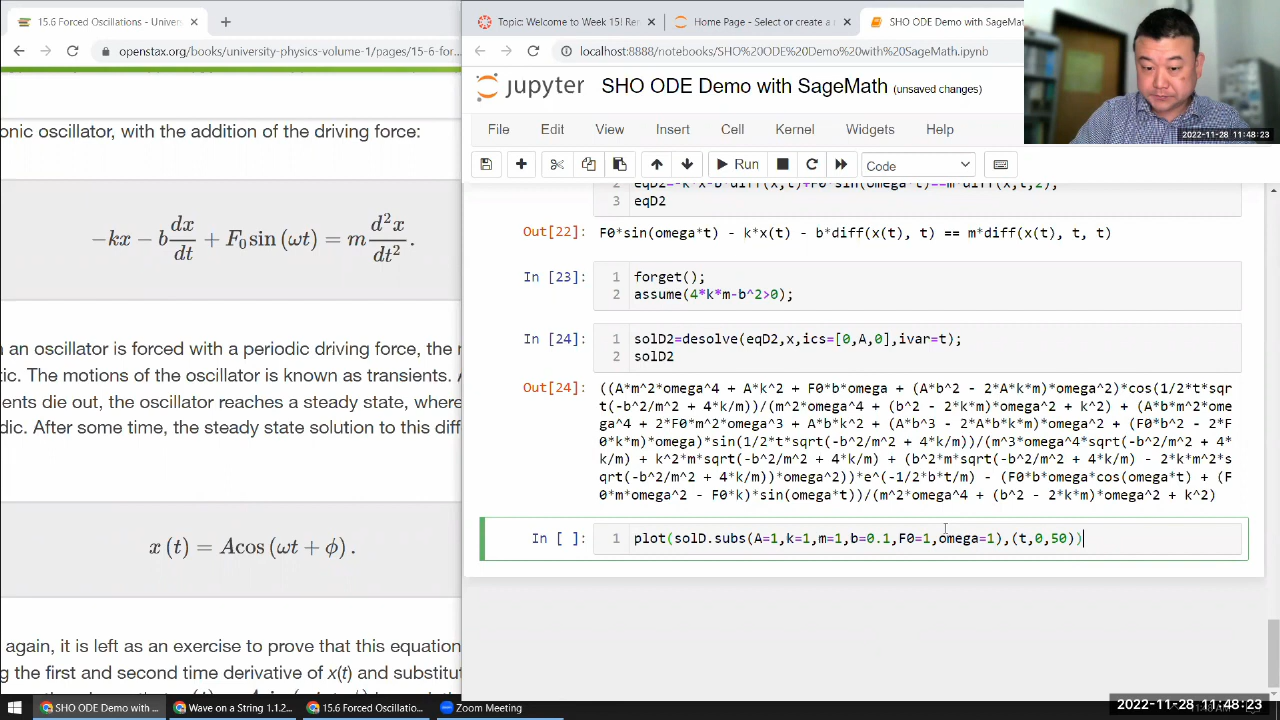 15.6 Forced Oscillations - Univers
Topic: Welcome to Week 15! Re
Home Page - Select or create a n
SHO ODE Demo with SageMath
openstax.org/books/university-physics-volume-1/pages/15-6-for...
localhost:8888/notebooks/SHO%20ODE%20Demo%20with%20SageMath.ipynb
jupyter SHO ODE Demo with SageMath (unsaved changes)
2022-11-28 11:48:23
File Edit View Insert Cell Kernel Widgets Help
Run Code
onic oscillator, with the addition of the driving force:
−kx − b dx/dt + F₀sin (ωt) = m d²x/dt².
n an oscillator is forced with a periodic driving force, the m
tic. The motions of the oscillator is known as transients. A
ents die out, the oscillator reaches a steady state, where
dic. After some time, the steady state solution to this diff
x (t) = Acos (ωt + ϕ) .
again, it is left as an exercise to prove that this equation
g the first and second time derivative of x(t) and substitut
2 eqD2=-k*x-b*diff(x,t)+F0*sin(omega*t)==m*diff(x,t,2);
3 eqD2
Out[22]: F0*sin(omega*t) - k*x(t) - b*diff(x(t), t) == m*diff(x(t), t, t)
In [23]: 1 forget();
2 assume(4*k*m-b^2>0);
In [24]: 1 solD2=desolve(eqD2,x,ics=[0,A,0],ivar=t);
2 solD2
Out[24]: ((A*m^2*omega^4 + A*k^2 + F0*b*omega + (A*b^2 - 2*A*k*m)*omega^2)*cos(1/2*t*sqr
t(-b^2/m^2 + 4*k/m))/(m^2*omega^4 + (b^2 - 2*k*m)*omega^2 + k^2) + (A*b*m^2*ome
ga^4 + 2*F0*m^2*omega^3 + A*b*k^2 + (A*b^3 - 2*A*b*k*m)*omega^2 + (F0*b^2 - 2*F
0*k*m)*omega)*sin(1/2*t*sqrt(-b^2/m^2 + 4*k/m))/(m^3*omega^4*sqrt(-b^2/m^2 + 4*
k/m) + k^2*m*sqrt(-b^2/m^2 + 4*k/m) + (b^2*m*sqrt(-b^2/m^2 + 4*k/m) - 2*k*m^2*s
qrt(-b^2/m^2 + 4*k/m))*omega^2))*e^(-1/2*b*t/m) - (F0*b*omega*cos(omega*t) + (F
0*m*omega^2 - F0*k)*sin(omega*t))/(m^2*omega^4 + (b^2 - 2*k*m)*omega^2 + k^2)
In [ ]: 1 plot(solD.subs(A=1,k=1,m=1,b=0.1,F0=1,omega=1),(t,0,50))
SHO ODE Demo with ...
Wave on a String 1.1.2...
15.6 Forced Oscillatio...
Zoom Meeting
2022-11-28 11:48:23